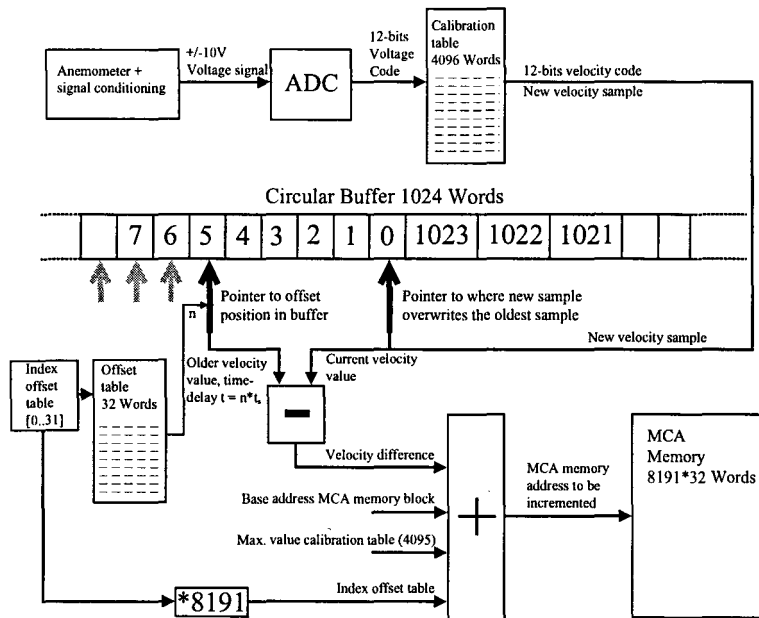 Anemometer +
signal conditioning
+/-10V
Voltage signal
ADC
12-bits
Voltage
Code
Calibration
table
4096 Words
12-bits velocity code
New velocity sample
Circular Buffer 1024 Words
7 6 5 4 3 2 1 0 1023 1022 1021
n
Pointer to offset
position in buffer
Pointer to where new sample
overwrites the oldest sample
New velocity sample
Index
offset
table
[0..31]
Offset
table
32 Words
Older velocity
value, time-
delay t = n*ts
Current velocity
value
-
Velocity difference
Base address MCA memory block
Max. value calibration table (4095)
*8191
Index offset table
+
MCA memory
address to be
incremented
MCA
Memory
8191*32 Words